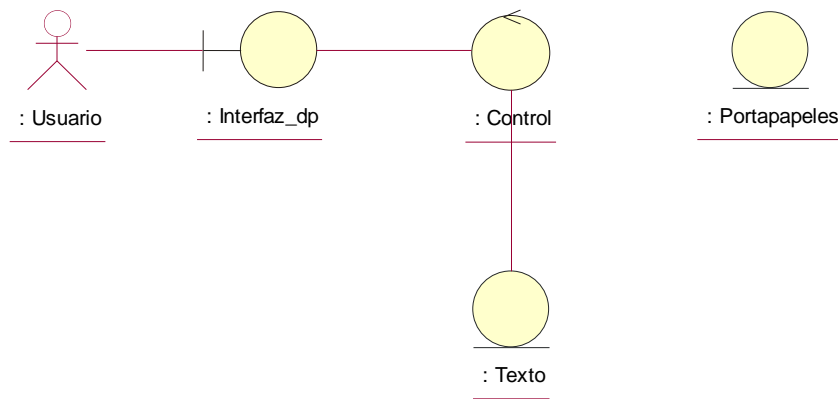 : Usuario
: Interfaz_dp
: Control
: Portapapeles
: Texto